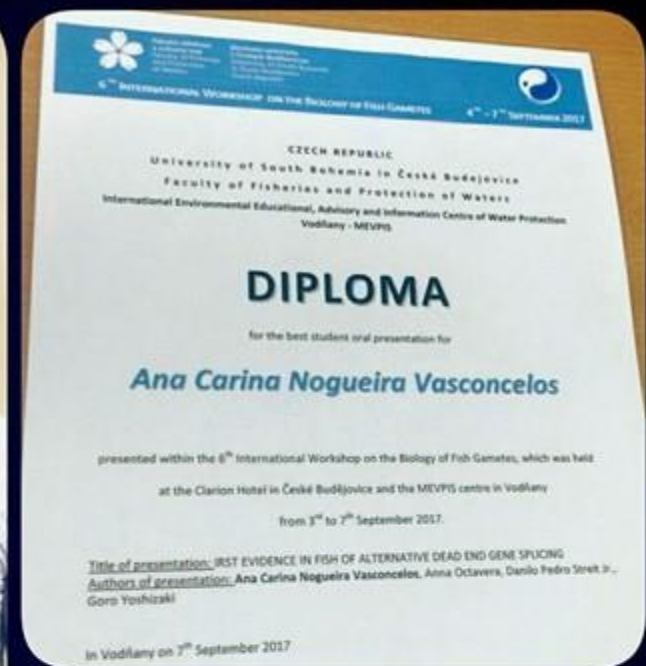 6TH INTERNATIONAL WORKSHOP ON THE BIOLOGY OF FISH GAMETES 4TH - 7TH SEPTEMBER 2017
CZECH REPUBLIC
University of South Bohemia in České Budejovice
Faculty of Fisheries and Protection of Waters
International Environmental Educational, Advisory and Information Centre of Water Protection
Vodňany - MEVPIS
DIPLOMA
for the best student oral presentation for
Ana Carina Nogueira Vasconcelos
presented within the 6th International Workshop on the Biology of Fish Gametes, which was held
at the Clarion Hotel in České Budějovice and the MEVPIS centre in Vodňany
from 3rd to 7th September 2017.
Title of presentation: IRST EVIDENCE IN FISH OF ALTERNATIVE DEAD END GENE SPLICING
Authors of presentation: Ana Carina Nogueira Vasconcelos, Anna Octavera, Danilo Pedro Streit Jr.,
Goro Yoshizaki
In Vodňany on 7th September 2017